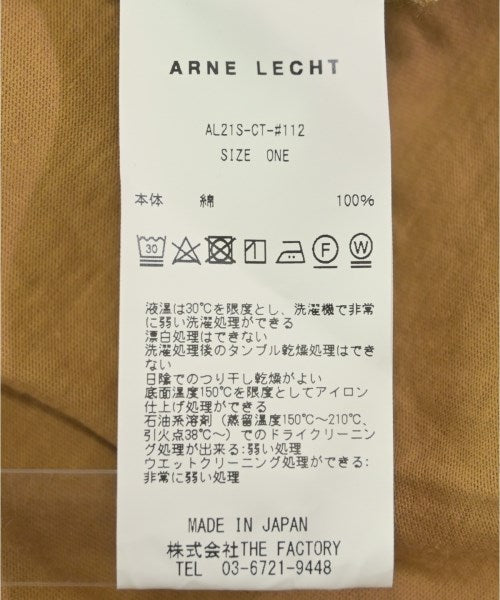 ARNE LECHT
AL21S-CT-#112
SIZE ONE
本体 綿 100%
30 F W
液温は30℃を限度とし、洗濯機で非常
に弱い洗濯処理ができる
漂白処理はできない
洗濯処理後のタンブル乾燥処理はでき
ない
日陰でのつり干し乾燥がよい
底面温度150℃を限度としてアイロン
仕上げ処理ができる
石油系溶剤（蒸留温度150℃～210℃、
引火点38℃～）でのドライクリーニン
グ処理が出来る:弱い処理
ウエットクリーニング処理ができる:
非常に弱い処理
MADE IN JAPAN
株式会社THE FACTORY
TEL 03-6721-9448